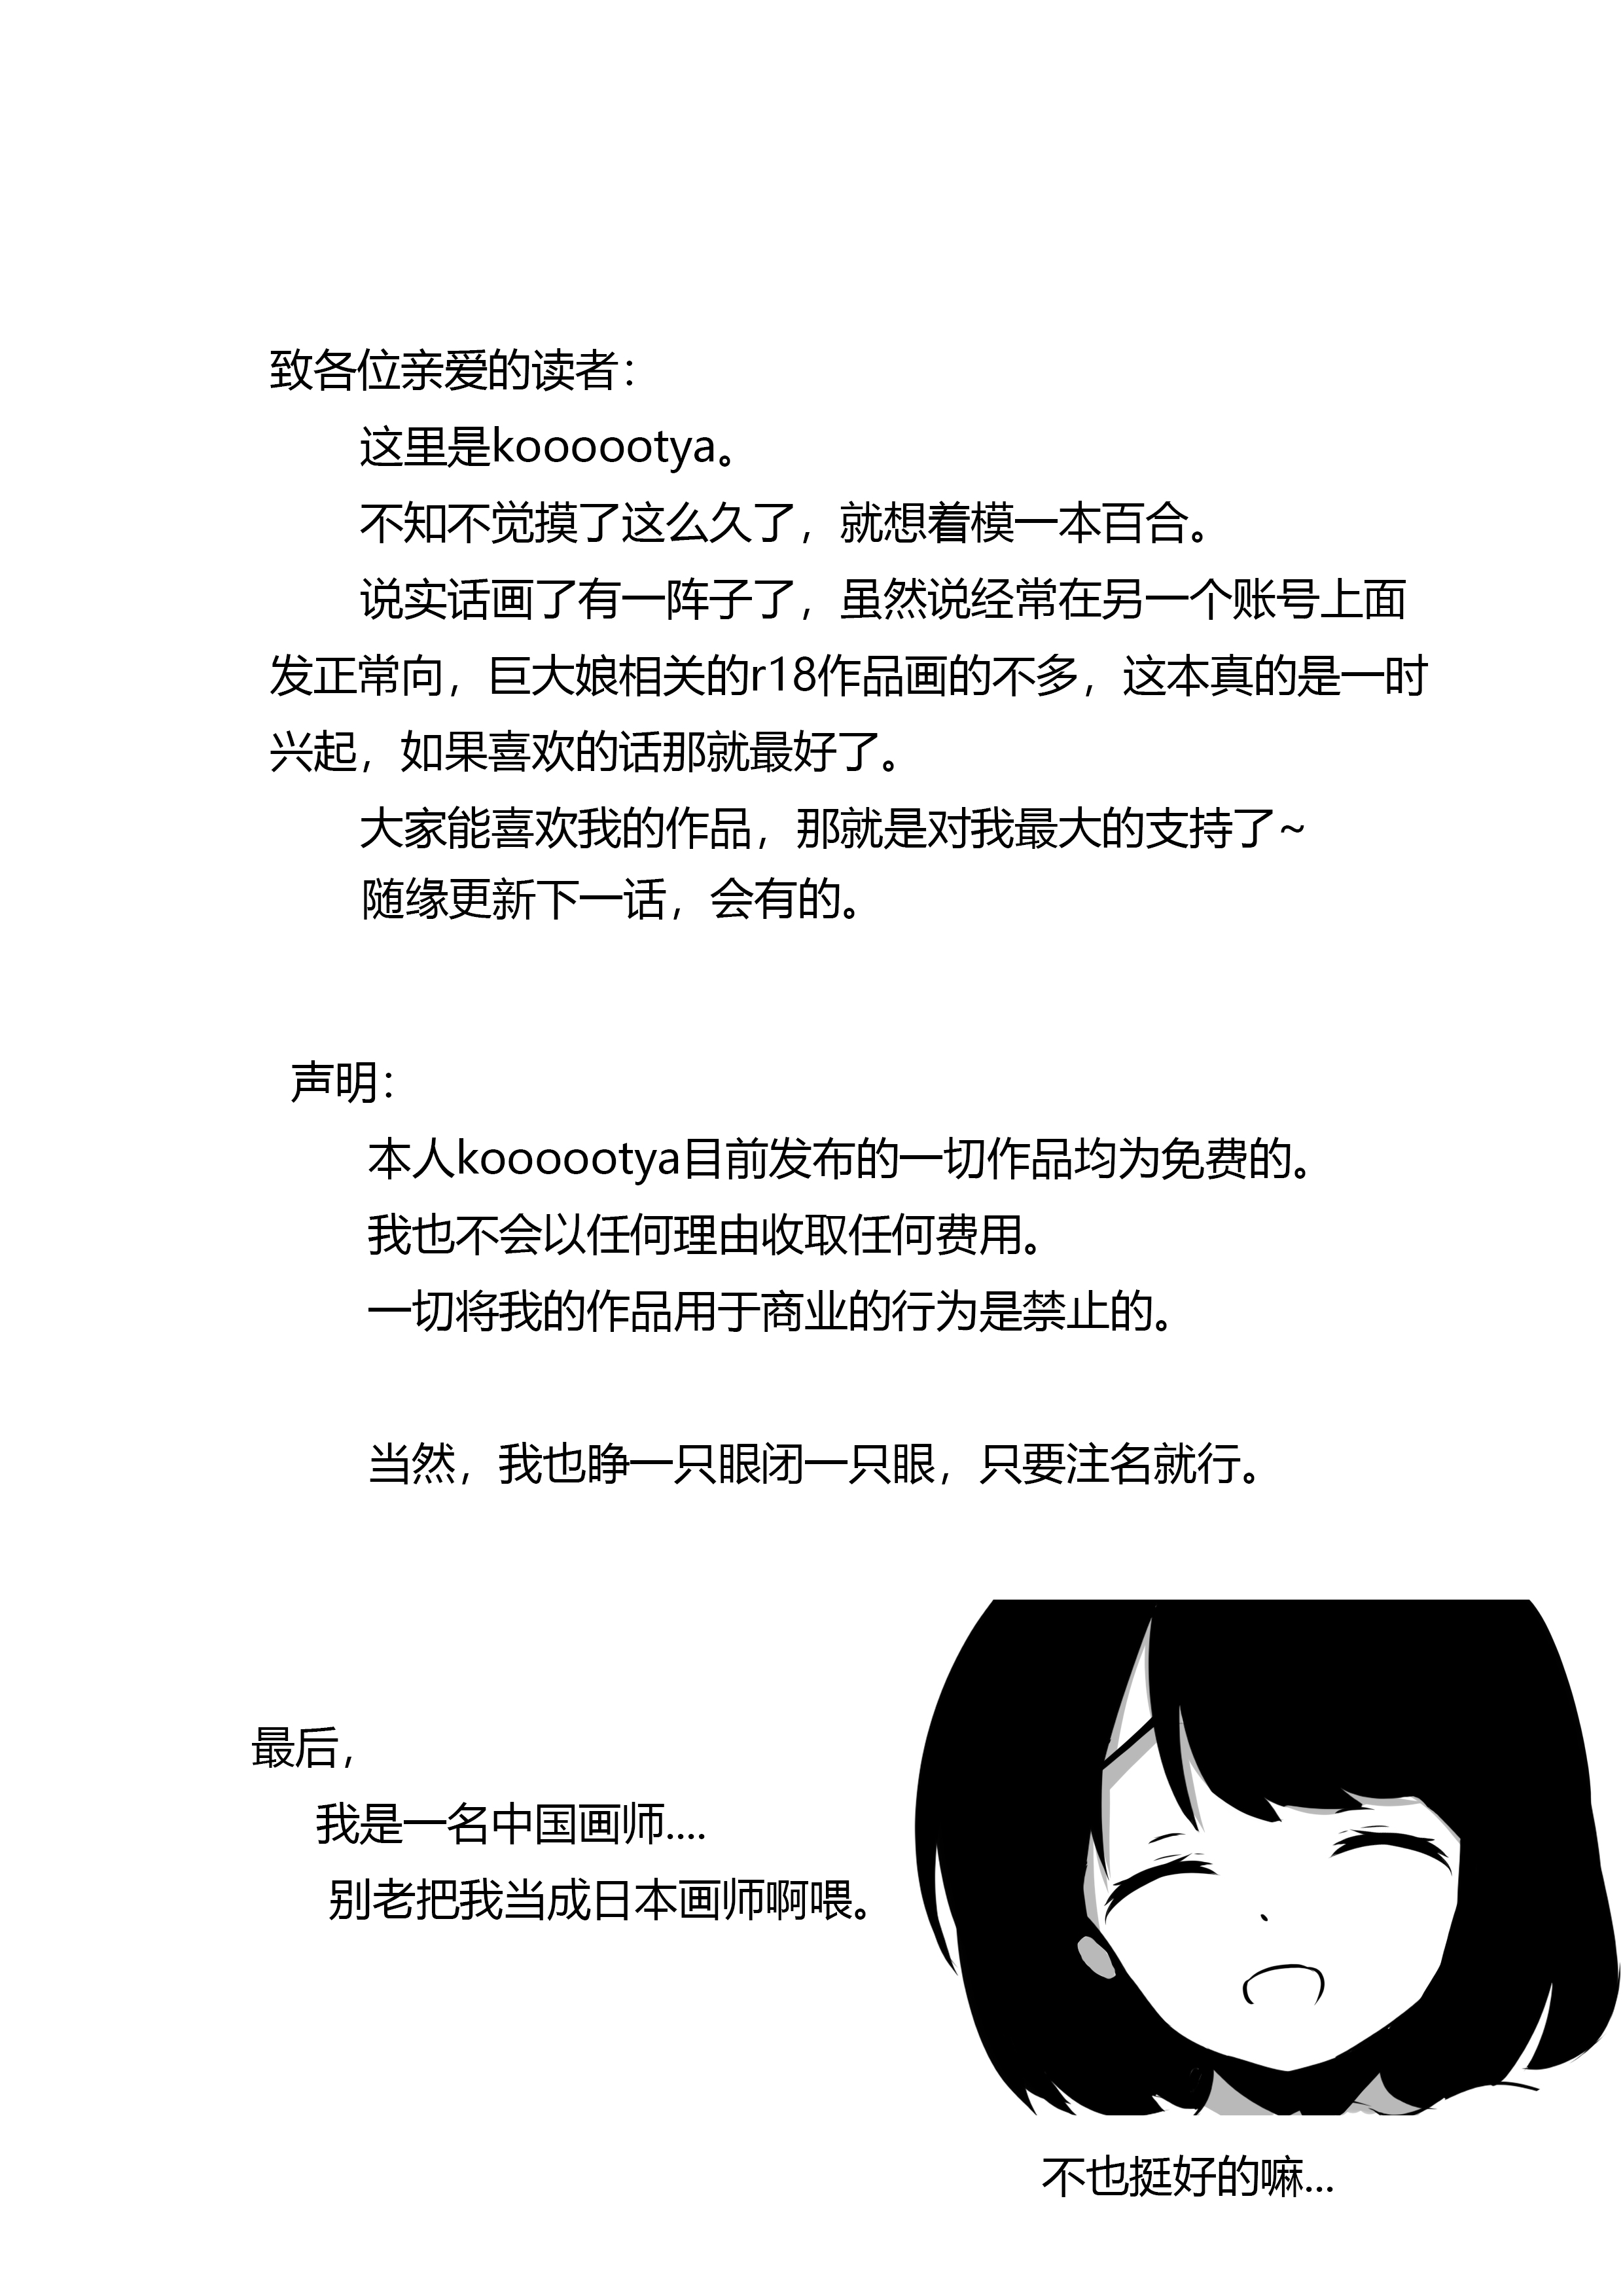 致各位亲爱的读者：
这里是koooootya。
不知不觉摸了这么久了，就想着模一本百合。
说实话画了有一阵子了，虽然说经常在另一个账号上面
发正常向，巨大娘相关的r18作品画的不多，这本真的是一时
兴起，如果喜欢的话那就最好了。
大家能喜欢我的作品，那就是对我最大的支持了~
随缘更新下一话，会有的。
声明：
本人koooootya目前发布的一切作品均为免费的。
我也不会以任何理由收取任何费用。
一切将我的作品用于商业的行为是禁止的。
当然，我也睁一只眼闭一只眼，只要注名就行。
最后，
我是一名中国画师....
别老把我当成日本画师啊喂。
不也挺好的嘛...